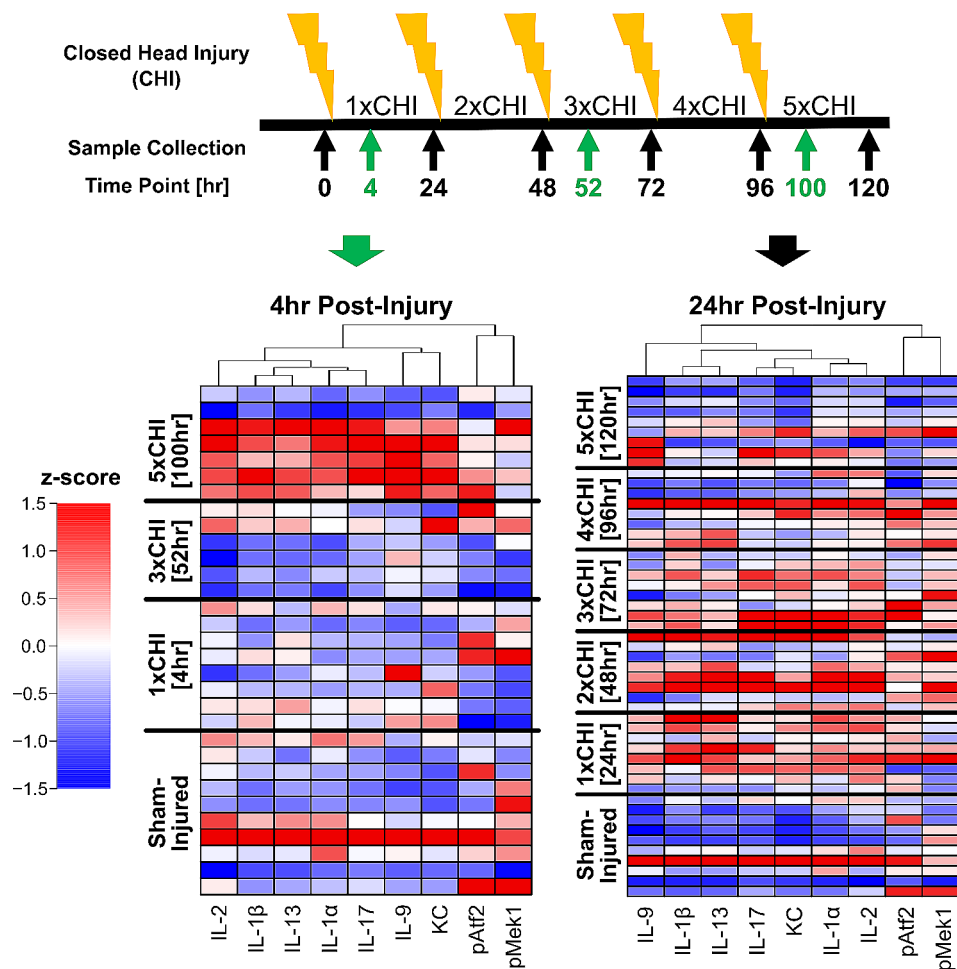 Closed Head Injury
(CHI)
1xCHI 2xCHI 3xCHI 4xCHI 5xCHI
Sample Collection
Time Point [hr]
0 4 24 48 52 72 96 100 120
4hr Post-Injury
24hr Post-Injury
z-score
1.5
1.0
0.5
0.0
−0.5
−1.0
−1.5
5xCHI
[100hr]
3xCHI
[52hr]
1xCHI
[4hr]
Sham-
Injured
IL-2 IL-1β IL-13 IL-1α IL-17 IL-9 KC pAtf2 pMek1
5xCHI
[120hr]
4xCHI
[96hr]
3xCHI
[72hr]
2xCHI
[48hr]
1xCHI
[24hr]
Sham-
Injured
IL-9 IL-1β IL-13 IL-17 KC IL-1α IL-2 pAtf2 pMek1